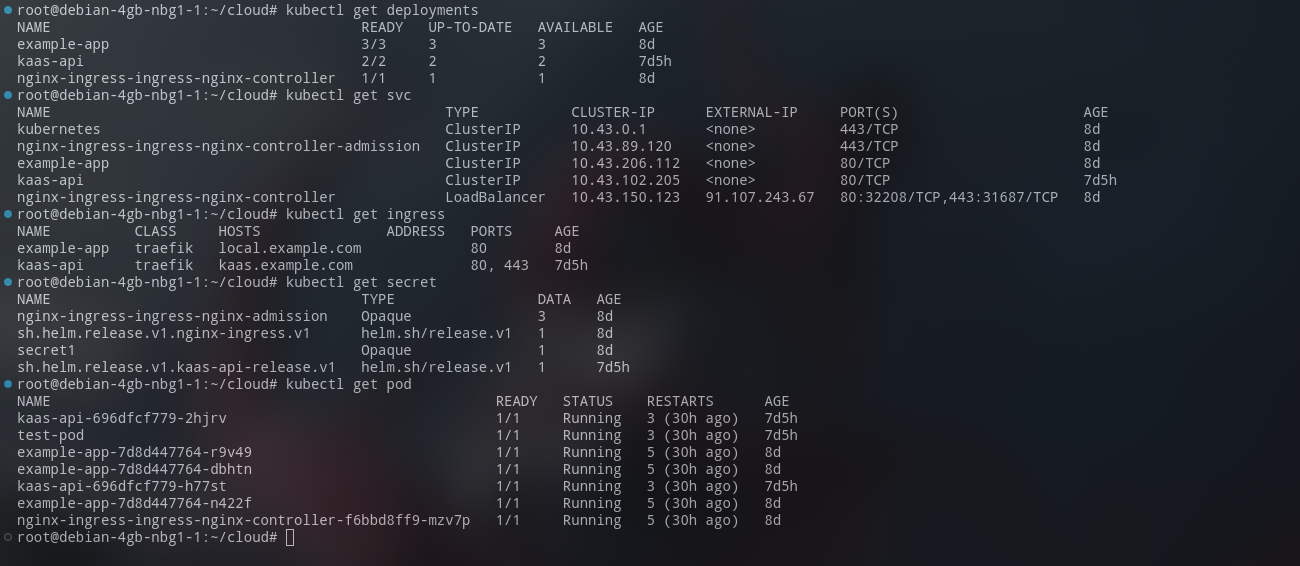 root@debian-4gb-nbg1-1:~/cloud# kubectl get deployments
NAME                                     READY   UP-TO-DATE   AVAILABLE   AGE
example-app                              3/3     3            3           8d
kaas-api                                 2/2     2            2           7d5h
nginx-ingress-ingress-nginx-controller   1/1     1            1           8d
root@debian-4gb-nbg1-1:~/cloud# kubectl get svc
NAME                                               TYPE           CLUSTER-IP      EXTERNAL-IP     PORT(S)                      AGE
kubernetes                                         ClusterIP      10.43.0.1       <none>          443/TCP                      8d
nginx-ingress-ingress-nginx-controller-admission   ClusterIP      10.43.89.120    <none>          443/TCP                      8d
example-app                                        ClusterIP      10.43.206.112   <none>          80/TCP                       8d
kaas-api                                           ClusterIP      10.43.102.205   <none>          80/TCP                       7d5h
nginx-ingress-ingress-nginx-controller             LoadBalancer   10.43.150.123   91.107.243.67   80:32208/TCP,443:31687/TCP   8d
root@debian-4gb-nbg1-1:~/cloud# kubectl get ingress
NAME          CLASS     HOSTS               ADDRESS   PORTS     AGE
example-app   traefik   local.example.com             80        8d
kaas-api      traefik   kaas.example.com              80, 443   7d5h
root@debian-4gb-nbg1-1:~/cloud# kubectl get secret
NAME                                     TYPE                 DATA   AGE
nginx-ingress-ingress-nginx-admission    Opaque               3      8d
sh.helm.release.v1.nginx-ingress.v1      helm.sh/release.v1   1      8d
secret1                                  Opaque               1      8d
sh.helm.release.v1.kaas-api-release.v1   helm.sh/release.v1   1      7d5h
root@debian-4gb-nbg1-1:~/cloud# kubectl get pod
NAME                                                     READY   STATUS    RESTARTS      AGE
kaas-api-696dfcf779-2hjrv                                1/1     Running   3 (30h ago)   7d5h
test-pod                                                 1/1     Running   3 (30h ago)   7d5h
example-app-7d8d447764-r9v49                             1/1     Running   5 (30h ago)   8d
example-app-7d8d447764-dbhtn                             1/1     Running   5 (30h ago)   8d
kaas-api-696dfcf779-h77st                                1/1     Running   3 (30h ago)   7d5h
example-app-7d8d447764-n422f                             1/1     Running   5 (30h ago)   8d
nginx-ingress-ingress-nginx-controller-f6bbd8ff9-mzv7p   1/1     Running   5 (30h ago)   8d
root@debian-4gb-nbg1-1:~/cloud#